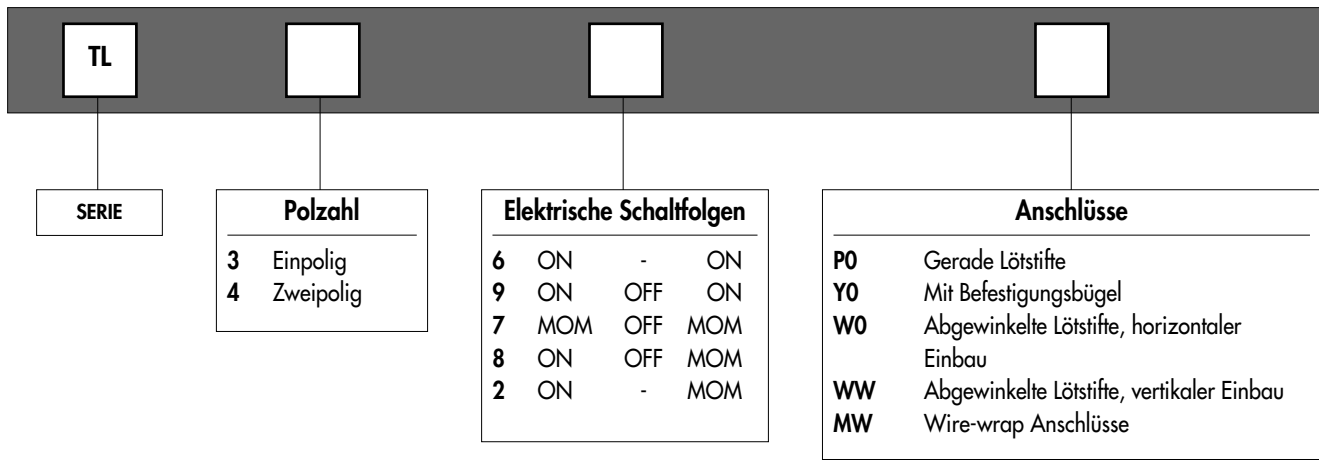 TL
SERIE
Polzahl
3 Einpolig
4 Zweipolig
Elektrische Schaltfolgen
6 ON - ON
9 ON OFF ON
7 MOM OFF MOM
8 ON OFF MOM
2 ON - MOM
Anschlüsse
P0 Gerade Lötstifte
Y0 Mit Befestigungsbügel
W0 Abgewinkelte Lötstifte, horizontaler
Einbau
WW Abgewinkelte Lötstifte, vertikaler Einbau
MW Wire-wrap Anschlüsse